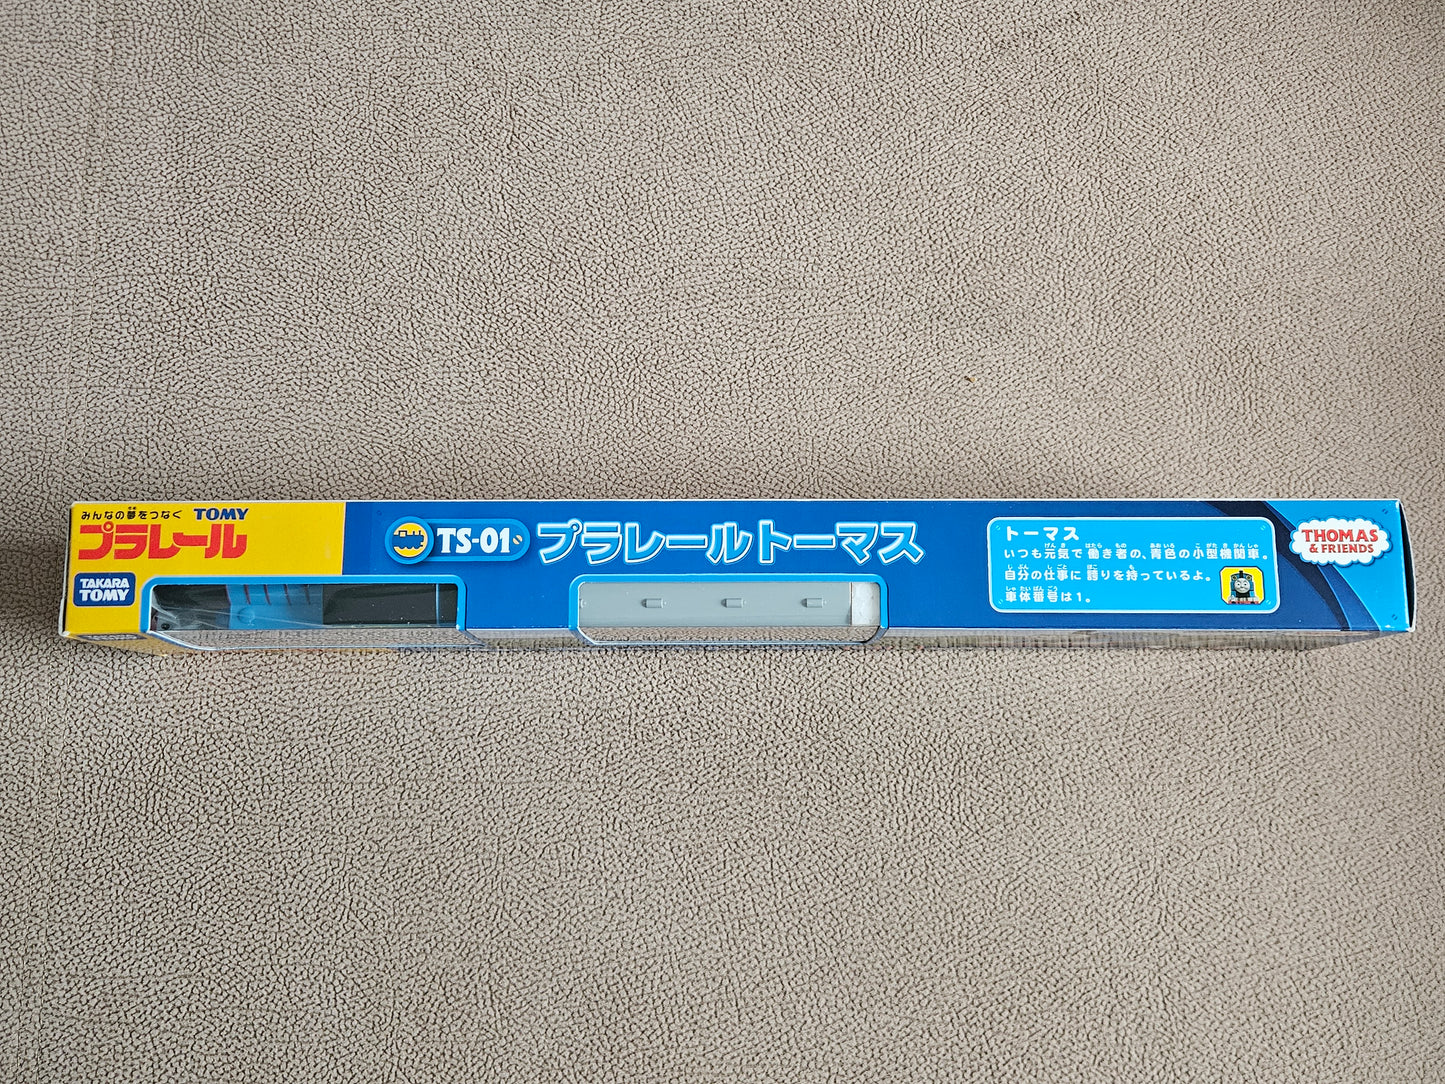 みんなの夢をつなぐ TOMY
プラレール
TAKARA
TOMY
TS-01
プラレールトーマス
トーマス
いつも元気で働き者の、青色の小型機関車。
自分の仕事に誇りを持っているよ。
車体番号は1。
THOMAS
& FRIENDS